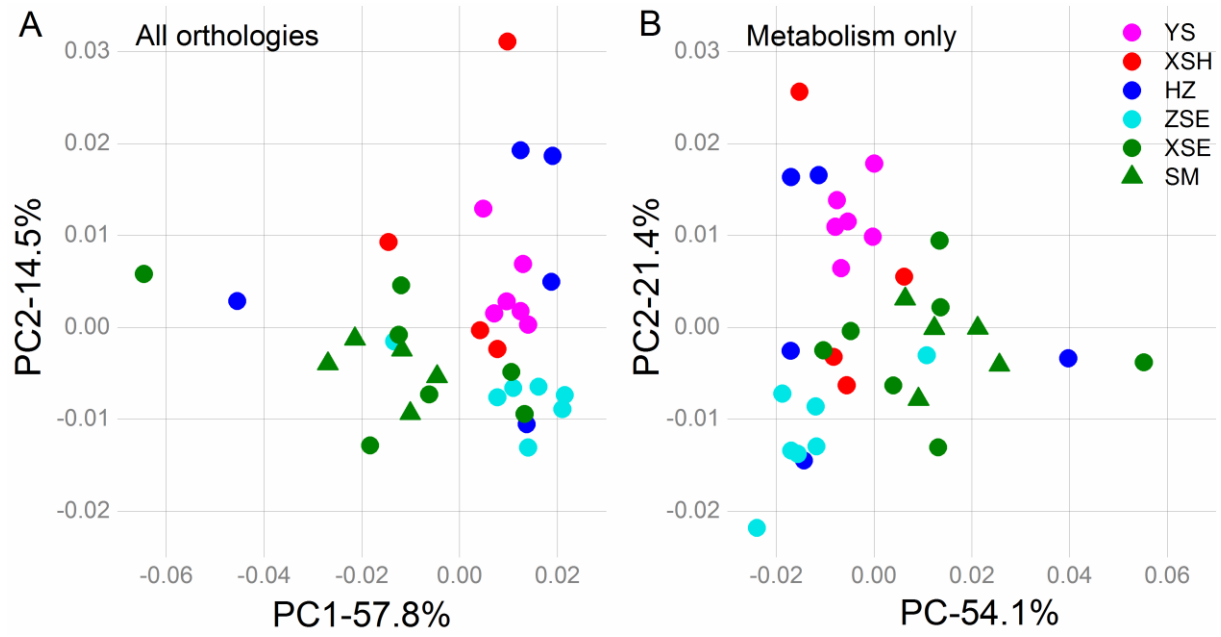 A
All orthologies
0.03
0.02
0.01
0.00
-0.01
-0.02
PC2-14.5%
-0.06
-0.04
-0.02
0.00
0.02
PC1-57.8%
B
Metabolism only
0.03
0.02
0.01
0.00
-0.01
-0.02
PC2-21.4%
-0.02
0.00
0.02
0.04
0.06
PC-54.1%
YS
XSH
HZ
ZSE
XSE
SM